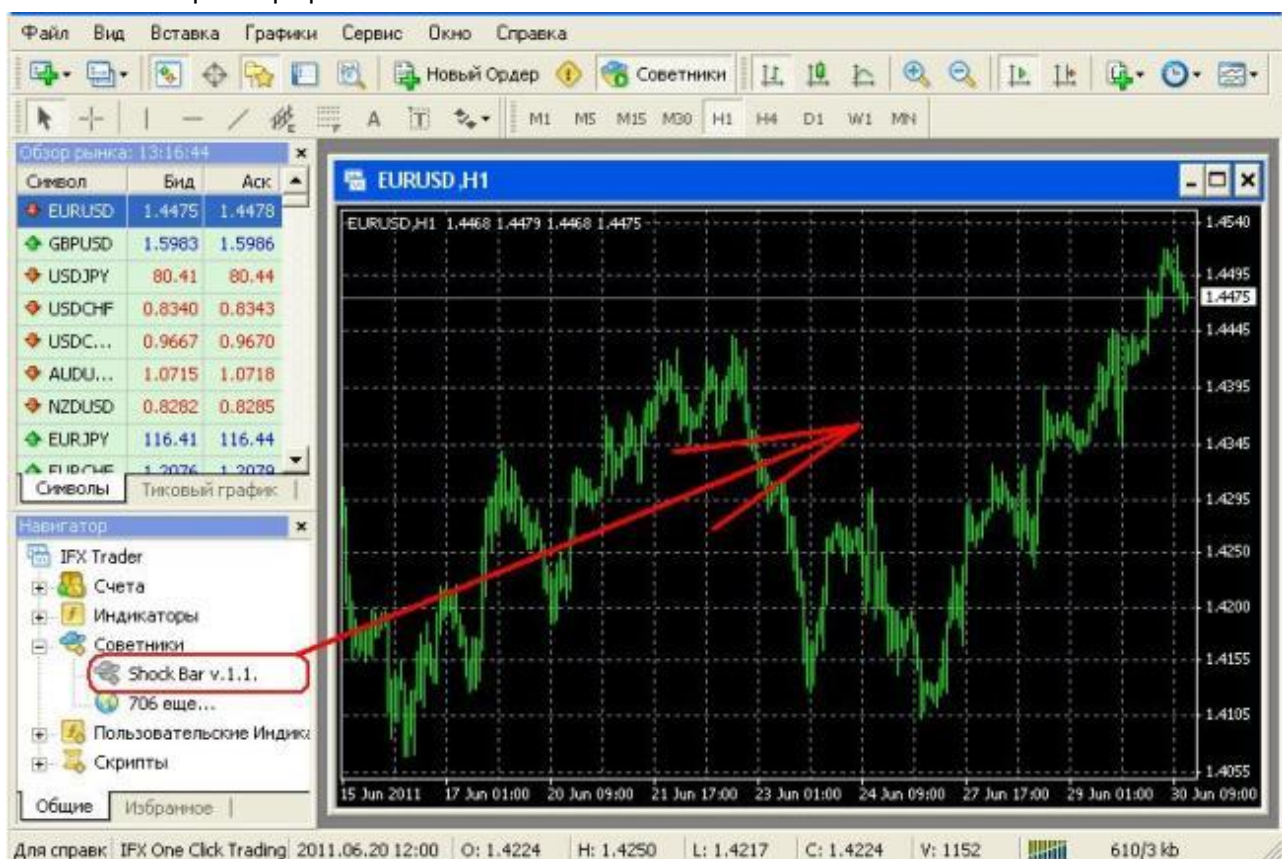 Файл Вид Вставка Графики Сервис Окно Справка
Новый Ордер Советники
A T M1 M5 M15 M30 H1 H4 D1 W1 MN
Обзор рынка: 13:16:44
Символ Бид Аск
EURUSD 1.4475 1.4478
GBPUSD 1.5983 1.5986
USDJPY 80.41 80.44
USDCHF 0.8340 0.8343
USDC... 0.9667 0.9670
AUDU... 1.0715 1.0718
NZDUSD 0.8282 0.8285
EURJPY 116.41 116.44
EURCHF 1.2076 1.2079
Символы Тиковый график
Навигатор
IFX Trader
Счета
Индикаторы
Советники
Shock Bar v.1.1.
706 еще...
Пользовательские Индик
Скрипты
Общие Избранное
EURUSD,H1
EURUSD,H1 1.4468 1.4479 1.4468 1.4475
1.4540
1.4495
1.4475
1.4445
1.4395
1.4345
1.4295
1.4250
1.4200
1.4155
1.4105
1.4055
15 Jun 2011 17 Jun 01:00 20 Jun 09:00 21 Jun 17:00 23 Jun 01:00 24 Jun 09:00 27 Jun 17:00 29 Jun 01:00 30 Jun 09:00
Для справк IFX One Click Trading 2011.06.20 12:00 O: 1.4224 H: 1.4250 L: 1.4217 C: 1.4224 V: 1152 610/3 kb